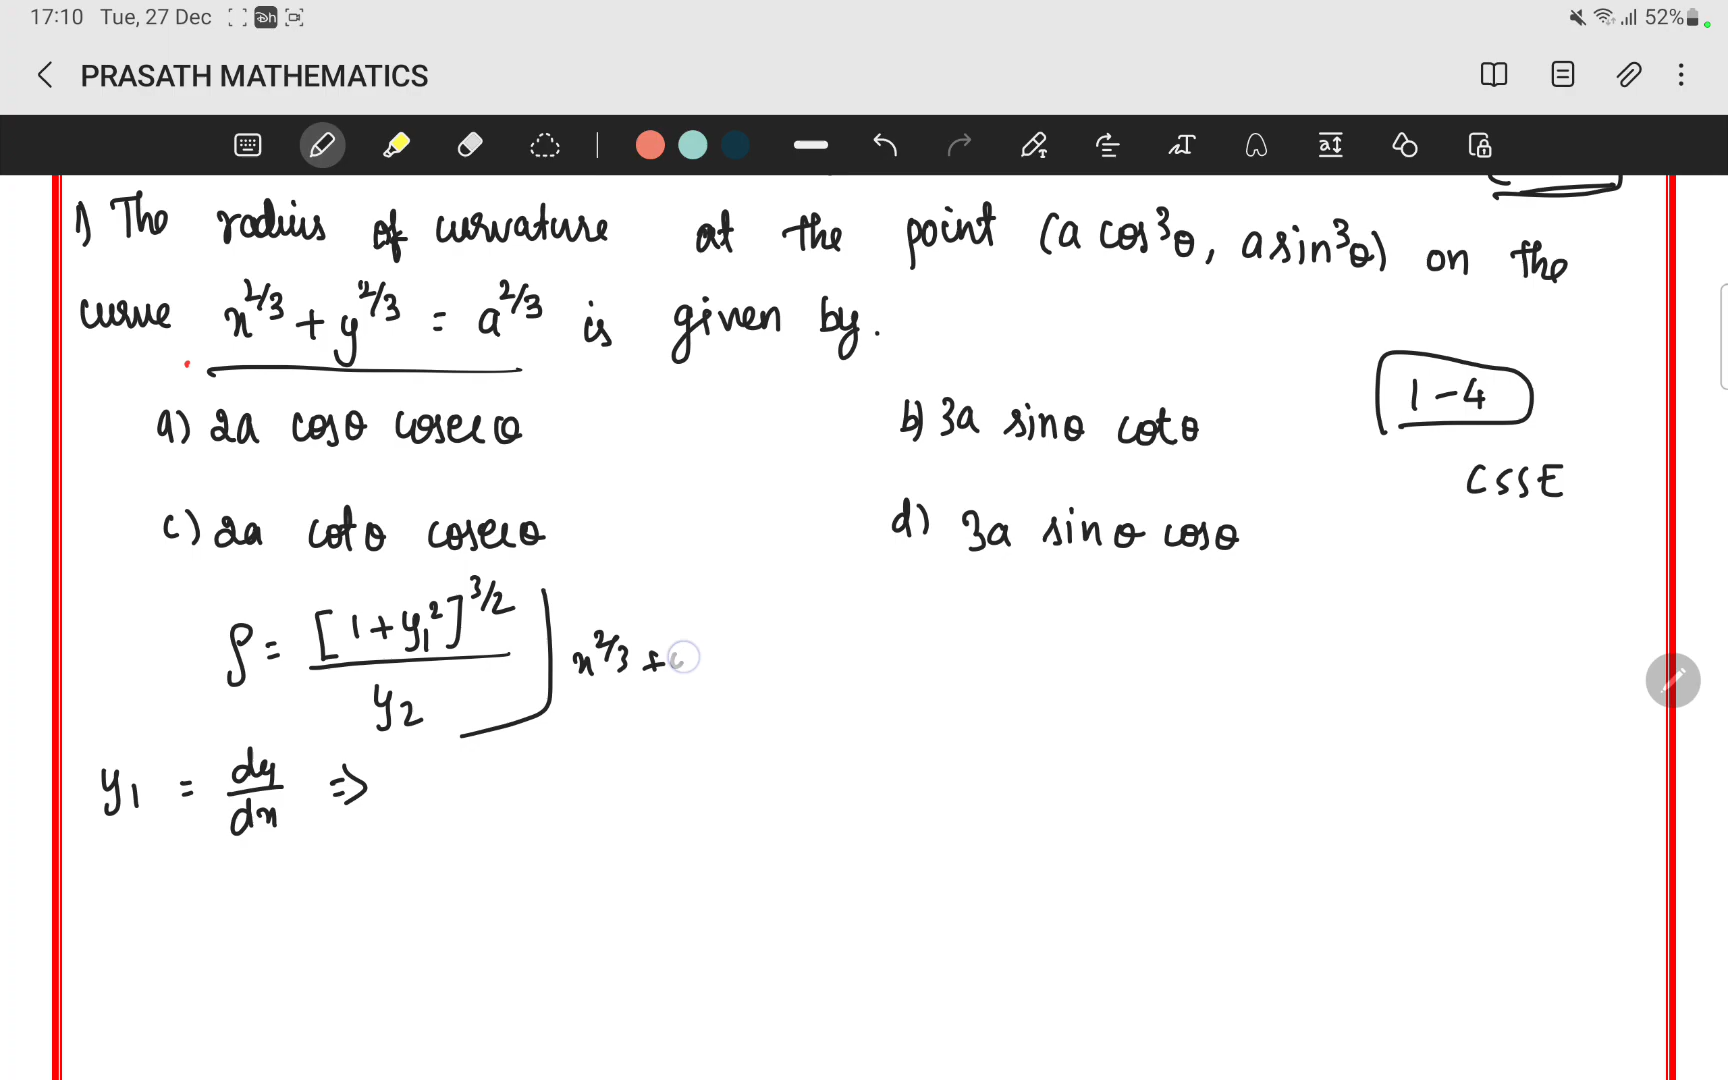 17:10 Tue, 27 Dec Dh 52%
PRASATH MATHEMATICS
1) The radius of curvature at the point (a cos³θ, a sin³θ) on the
curve x^2/3 + y^2/3 = a^2/3 is given by.
a) 2a cosθ cosecθ b) 3a sinθ cotθ
1-4
CSSE
c) 2a cotθ cosecθ d) 3a sinθ cosθ
ρ = [1+y₁²]^3/2 / y₂ x^2/3 +
y₁ = dy/dx ⇒